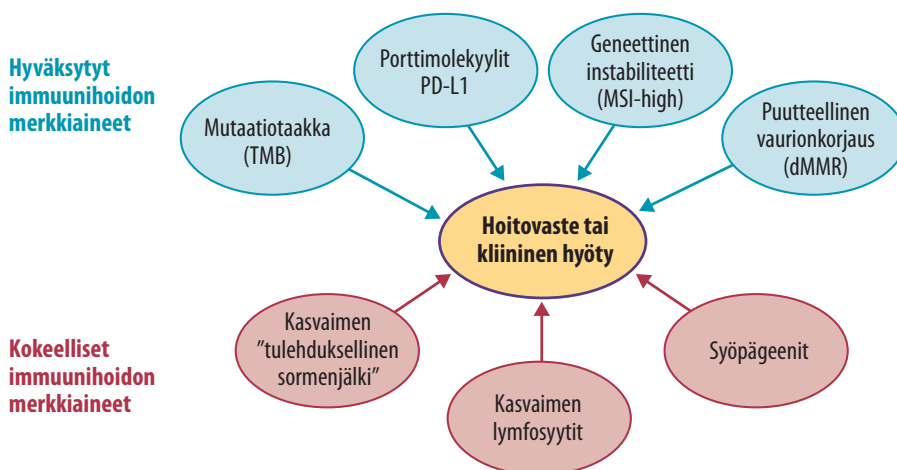 Hyväksytyt
immuunihoidon
merkkiaineet
Mutaatiotaakka
(TMB)
Porttimolekyylit
PD-L1
Geneettinen
instabiliteetti
(MSI-high)
Puutteellinen
vaurionkorjaus
(dMMR)
Hoitovaste tai
kliininen hyöty
Kokeelliset
immuunihoidon
merkkiaineet
Kasvaimen
”tulehduksellinen
sormenjälki”
Kasvaimen
lymfosyytit
Syöpägeenit